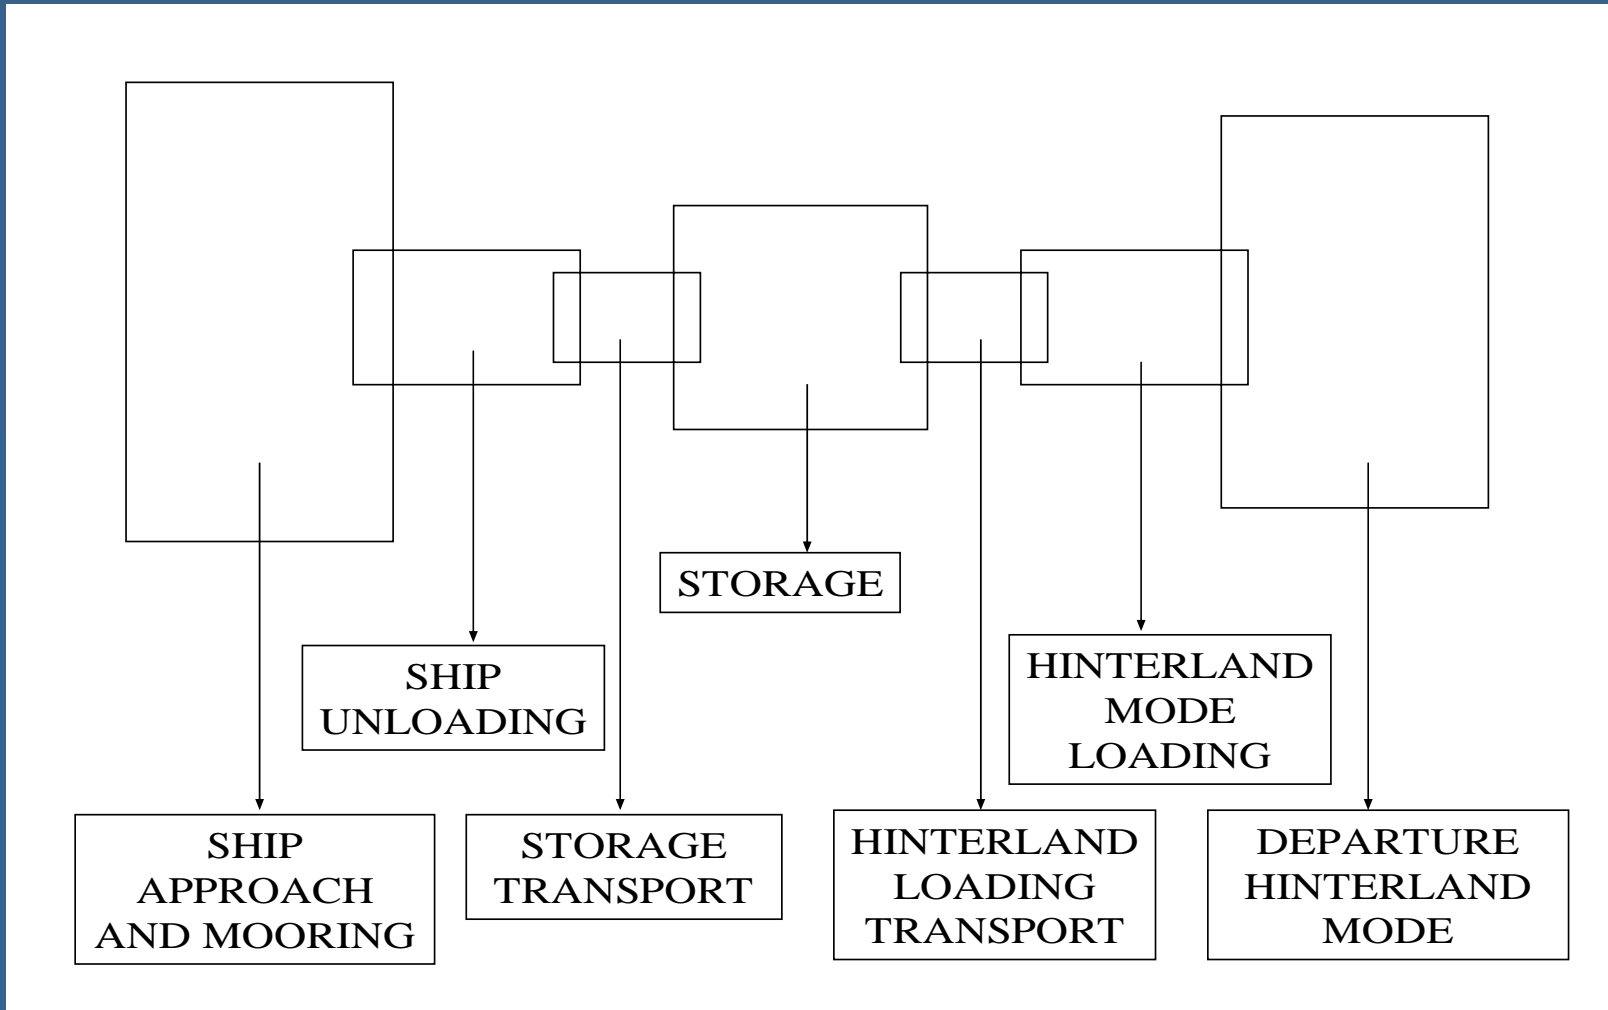 STORAGE
SHIP
UNLOADING
HINTERLAND
MODE
LOADING
SHIP
APPROACH
AND MOORING
STORAGE
TRANSPORT
HINTERLAND
LOADING
TRANSPORT
DEPARTURE
HINTERLAND
MODE